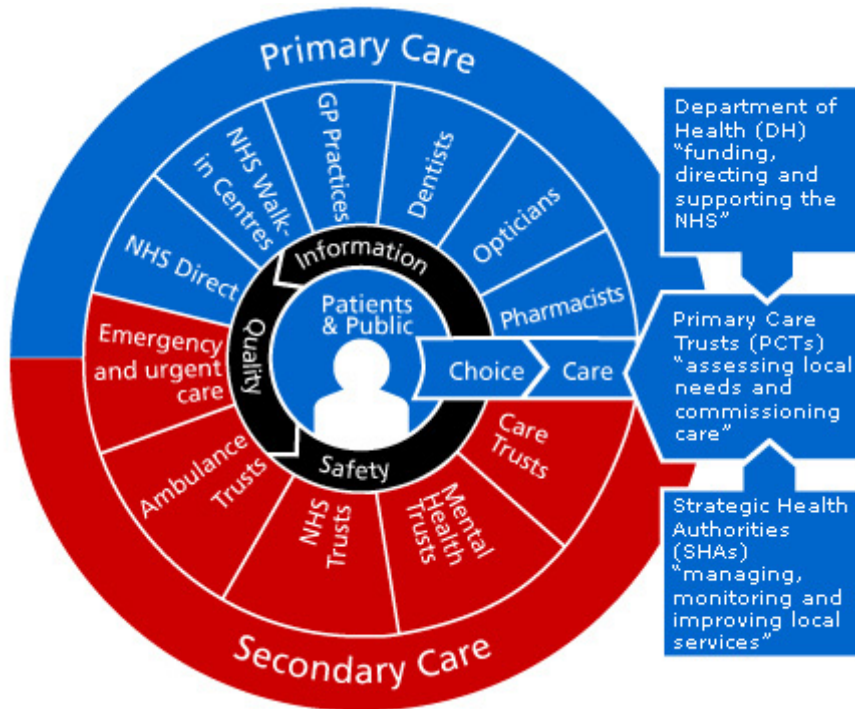 Primary Care
NHS Direct
NHS Walk-
in Centres
GP Practices
Dentists
Opticians
Pharmacists
Information
Quality
Safety
Patients
& Public
Choice
Care
Emergency
and urgent
care
Ambulance
Trusts
NHS
Trusts
Mental
Health
Trusts
Care
Trusts
Secondary Care
Department of
Health (DH)
“funding,
directing and
supporting the
NHS”
Primary Care
Trusts (PCTs)
“assessing local
needs and
commissioning
care”
Strategic Health
Authorities
(SHAs)
“managing,
monitoring and
improving local
services”